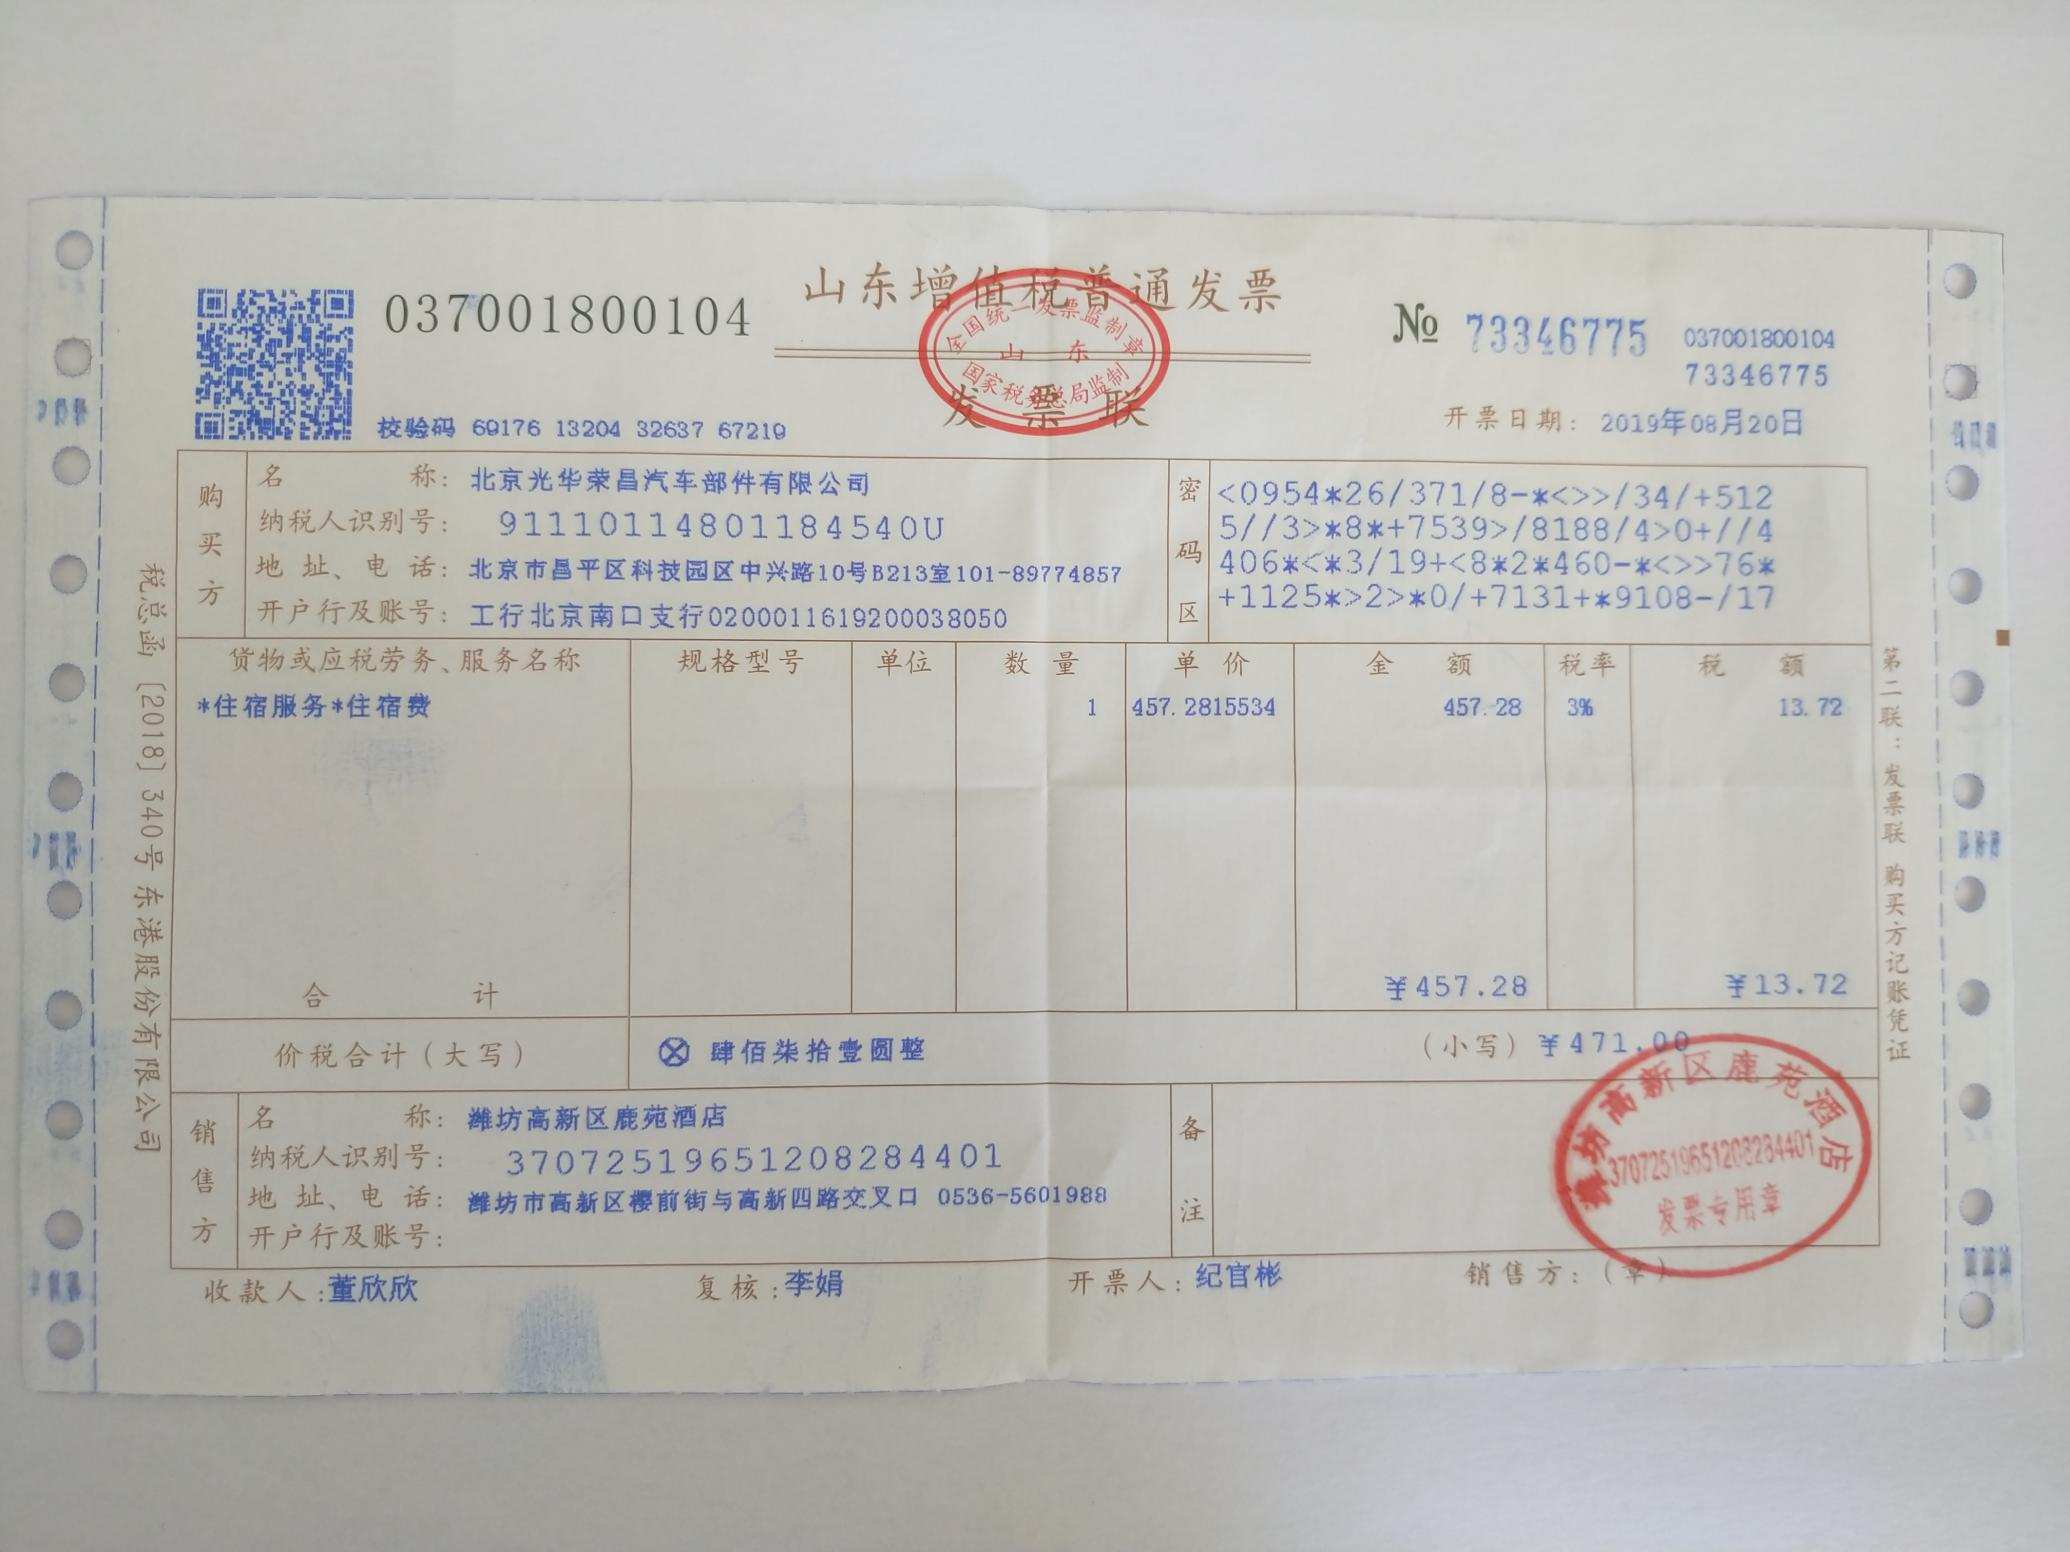 山东增值税普通发票
037001800104
全国统一发票监制章
山东
国家税务总局监制
№ 73346775
037001800104
73346775
发票联
校验码 69176 13204 32637 67219
开票日期: 2019年08月20日
购买方
名称: 北京光华荣昌汽车部件有限公司
纳税人识别号: 91110114801184540U
地址、电话: 北京市昌平区科技园区中兴路10号B213室101-89774857
开户行及账号: 工行北京南口支行0200011619200038050
密码区
<0954*26/371/8-*<>>/34/+512
5//3>*8*+7539>/8188/4>0+//4
406*<*3/19+<8*2*460-*<>>76*
+1125*>2>*0/+7131+*9108-/17
货物或应税劳务、服务名称 规格型号 单位 数量 单价 金额 税率 税额
*住宿服务*住宿费 1 457.2815534 457.28 3% 13.72
合计 ¥457.28 ¥13.72
价税合计(大写) ⊗肆佰柒拾壹圆整 (小写) ¥471.00
销售方
名称: 潍坊高新区鹿苑酒店
纳税人识别号: 37072519651208284401
地址、电话: 潍坊市高新区樱前街与高新四路交叉口 0536-5601988
开户行及账号:
备注
潍坊高新区鹿苑酒店
37072519651208284401
发票专用章
收款人:董欣欣 复核:李娟 开票人:纪官彬 销售方:(章)
税总函〔2018〕340号 东港股份有限公司
第二联:发票联 购买方记账凭证